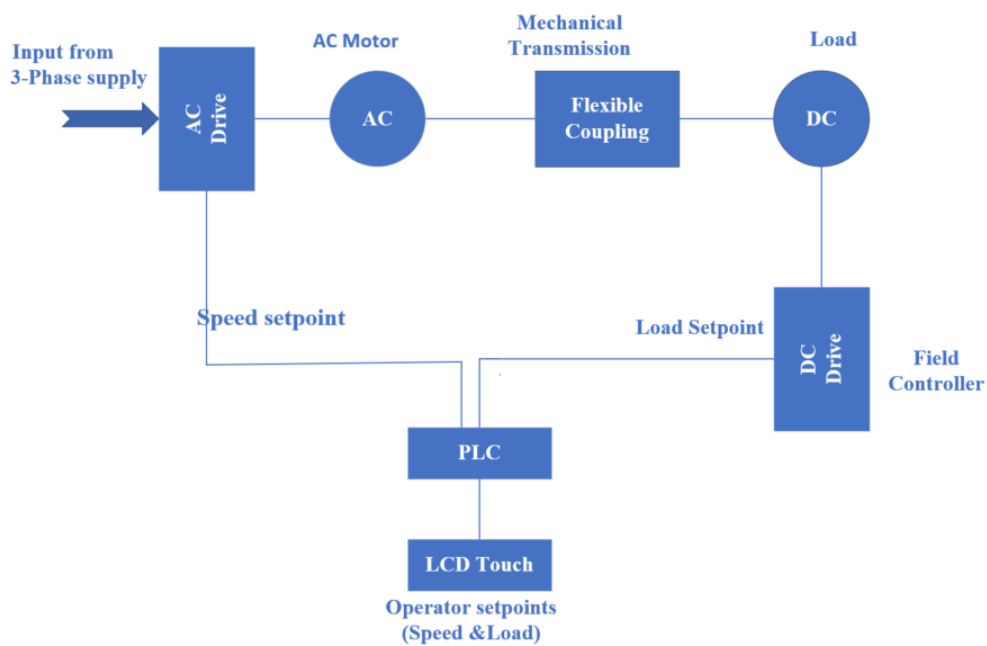 Input from
3-Phase supply
AC
Drive
AC Motor
AC
Mechanical
Transmission
Flexible
Coupling
Load
DC
Speed setpoint
Load Setpoint
DC
Drive
Field
Controller
PLC
LCD Touch
Operator setpoints
(Speed &Load)